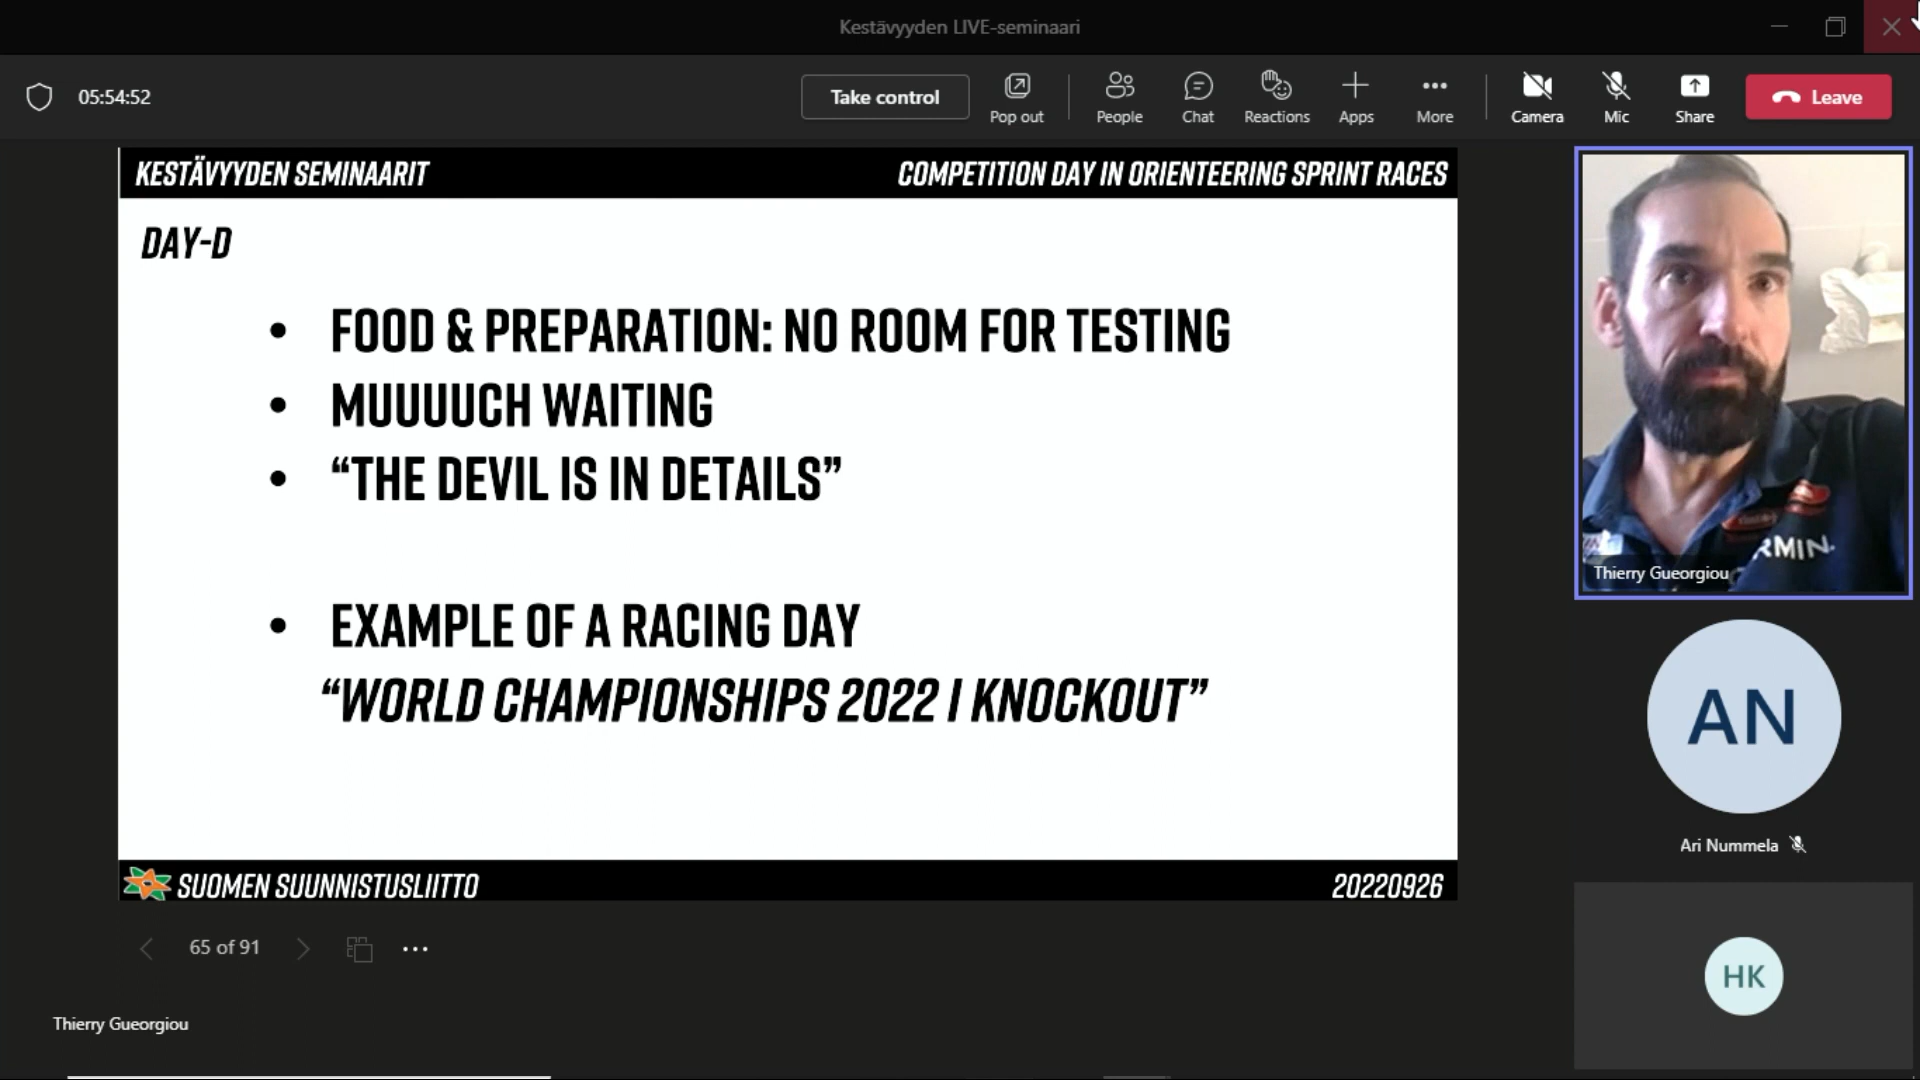 Kestävyyden LIVE-seminaari
05:54:52
Take control
Pop out
People
Chat
Reactions
Apps
More
Camera
Mic
Share
Leave
KESTÄVYYDEN SEMINAARIT
COMPETITION DAY IN ORIENTEERING SPRINT RACES
DAY-D
• FOOD & PREPARATION: NO ROOM FOR TESTING
• MUUUUCH WAITING
• “THE DEVIL IS IN DETAILS”
• EXAMPLE OF A RACING DAY
“WORLD CHAMPIONSHIPS 2022 I KNOCKOUT”
SUOMEN SUUNNISTUSLIITTO
20220926
65 of 91
Thierry Gueorgiou
RMIN.
Thierry Gueorgiou
AN
Ari Nummela
HK